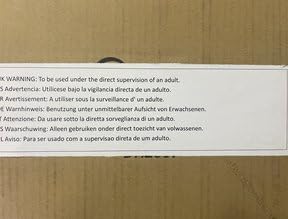 K WARNING: To be used under the direct supervision of an adult.
S Advertencia: Utilícese bajo la vigilancia directa de un adulto.
R Avertissement: A utiliser sous la surveillance d' un adulte.
E Warnhinweis: Benutzung unter unmittelbarer Aufsicht von Erwachsenen.
T Attenzione: Da usare sotto la diretta sorveglianza di un adulto.
S Waarschuwing: Alleen gebruiken onder direct toezicht van volwassenen.
L Aviso: Para ser usado com a supervisao direta de um adulto.